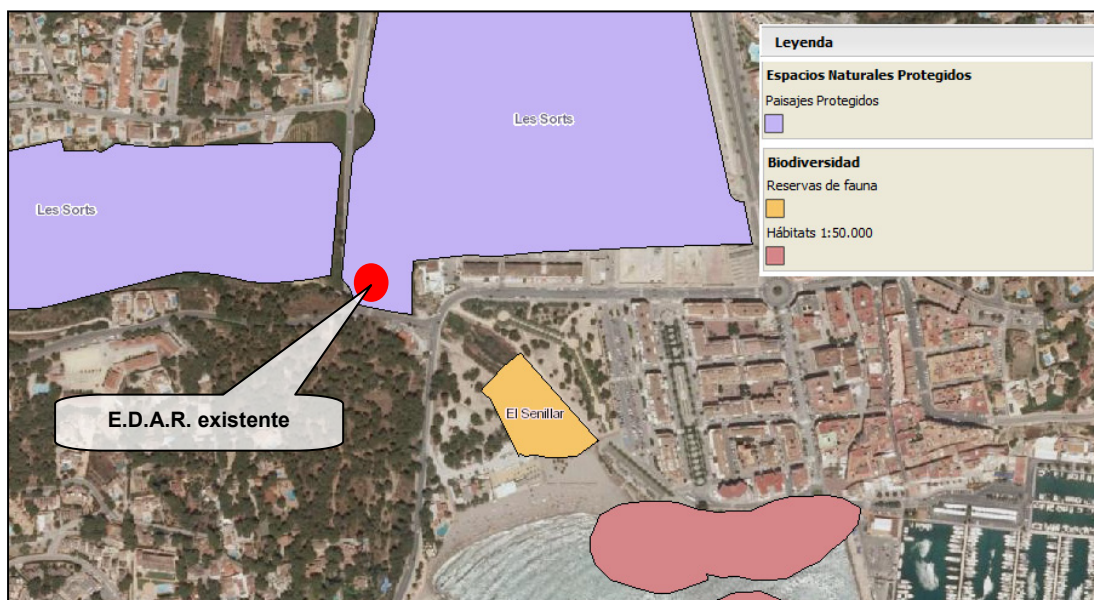 Leyenda
Espacios Naturales Protegidos
Paisajes Protegidos
Biodiversidad
Reservas de fauna
Hábitats 1:50.000
Les Sorts
Les Sorts
E.D.A.R. existente
El Senillar